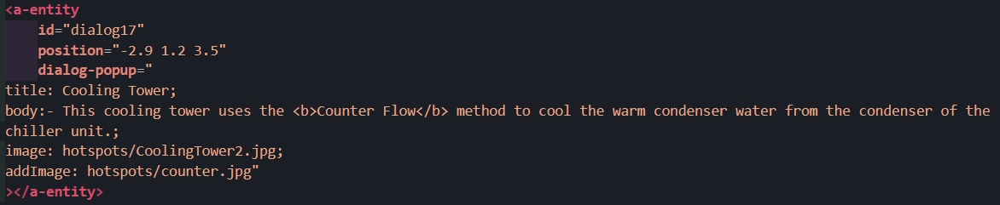 <a-entity
id="dialog17"
position="-2.9 1.2 3.5"
dialog-popup="
title: Cooling Tower;
body:- This cooling tower uses the <b>Counter Flow</b> method to cool the warm condenser water from the condenser of the
chiller unit.;
image: hotspots/CoolingTower2.jpg;
addImage: hotspots/counter.jpg"
></a-entity>